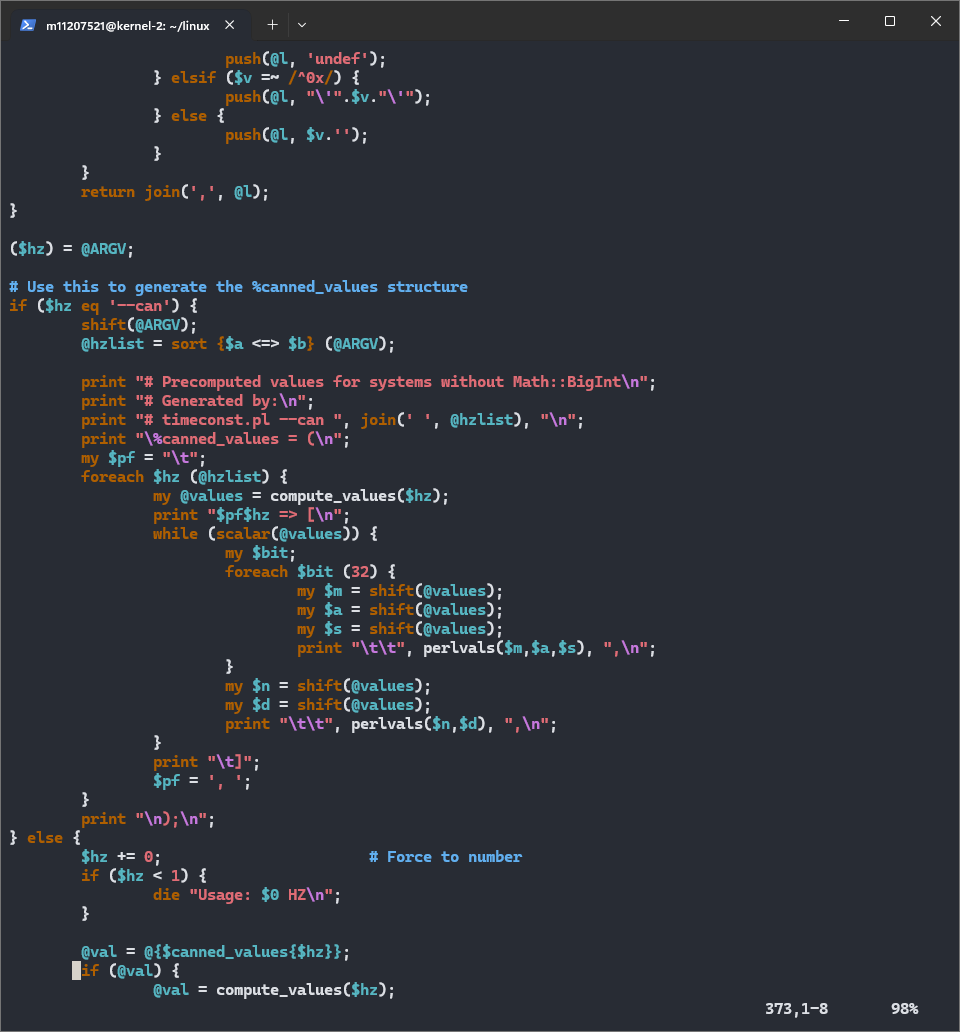 m11207521@kernel-2: ~/linux
                        push(@l, 'undef');
                } elsif ($v =~ /^0x/) {
                        push(@l, "\'".$v."\'");
                } else {
                        push(@l, $v.'');
                }
        }
        return join(',', @l);
}

($hz) = @ARGV;

# Use this to generate the %canned_values structure
if ($hz eq '--can') {
        shift(@ARGV);
        @hzlist = sort {$a <=> $b} (@ARGV);

        print "# Precomputed values for systems without Math::BigInt\n";
        print "# Generated by:\n";
        print "# timeconst.pl --can ", join(' ', @hzlist), "\n";
        print "\%canned_values = (\n";
        my $pf = "\t";
        foreach $hz (@hzlist) {
                my @values = compute_values($hz);
                print "$pf$hz => [\n";
                while (scalar(@values)) {
                        my $bit;
                        foreach $bit (32) {
                                my $m = shift(@values);
                                my $a = shift(@values);
                                my $s = shift(@values);
                                print "\t\t", perlvals($m,$a,$s), ",\n";
                        }
                        my $n = shift(@values);
                        my $d = shift(@values);
                        print "\t\t", perlvals($n,$d), ",\n";
                }
                print "\t]";
                $pf = ', ';
        }
        print "\n);\n";
} else {
        $hz += 0;                       # Force to number
        if ($hz < 1) {
                die "Usage: $0 HZ\n";
        }

        @val = @{$canned_values{$hz}};
        if (@val) {
                @val = compute_values($hz);
373,1-8 98%